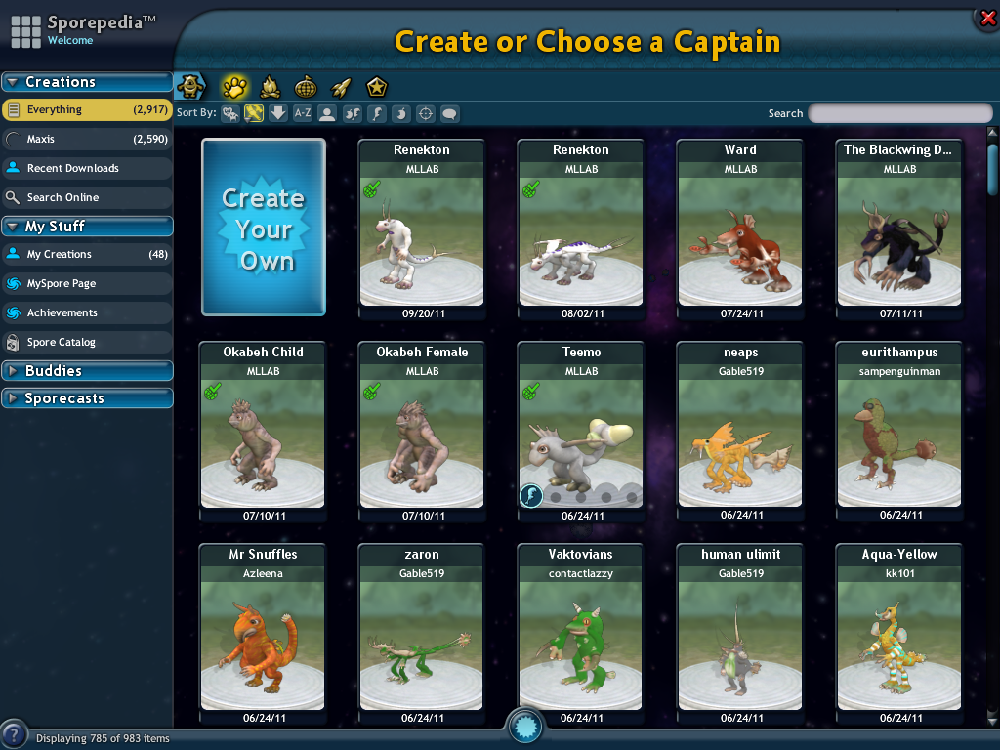 Sporepedia™
Welcome
Create or Choose a Captain
Creations
Everything (2,917)
Maxis (2,590)
Recent Downloads
Search Online
My Stuff
My Creations (48)
MySpore Page
Achievements
Spore Catalog
Buddies
Sporecasts
Sort By: A-Z
Search
Create
Your
Own
Renekton
MLLAB
09/20/11
Renekton
MLLAB
08/02/11
Ward
MLLAB
07/24/11
The Blackwing D...
MLLAB
07/11/11
Okabeh Child
MLLAB
07/10/11
Okabeh Female
MLLAB
07/10/11
Teemo
MLLAB
06/24/11
neaps
Gable519
06/24/11
eurithampus
sampenguinman
06/24/11
Mr Snuffles
Azleena
06/24/11
zaron
Gable519
06/24/11
Vaktovians
contactlazzy
06/24/11
human ulimit
Gable519
06/24/11
Aqua-Yellow
kk101
06/24/11
?
Displaying 785 of 983 items